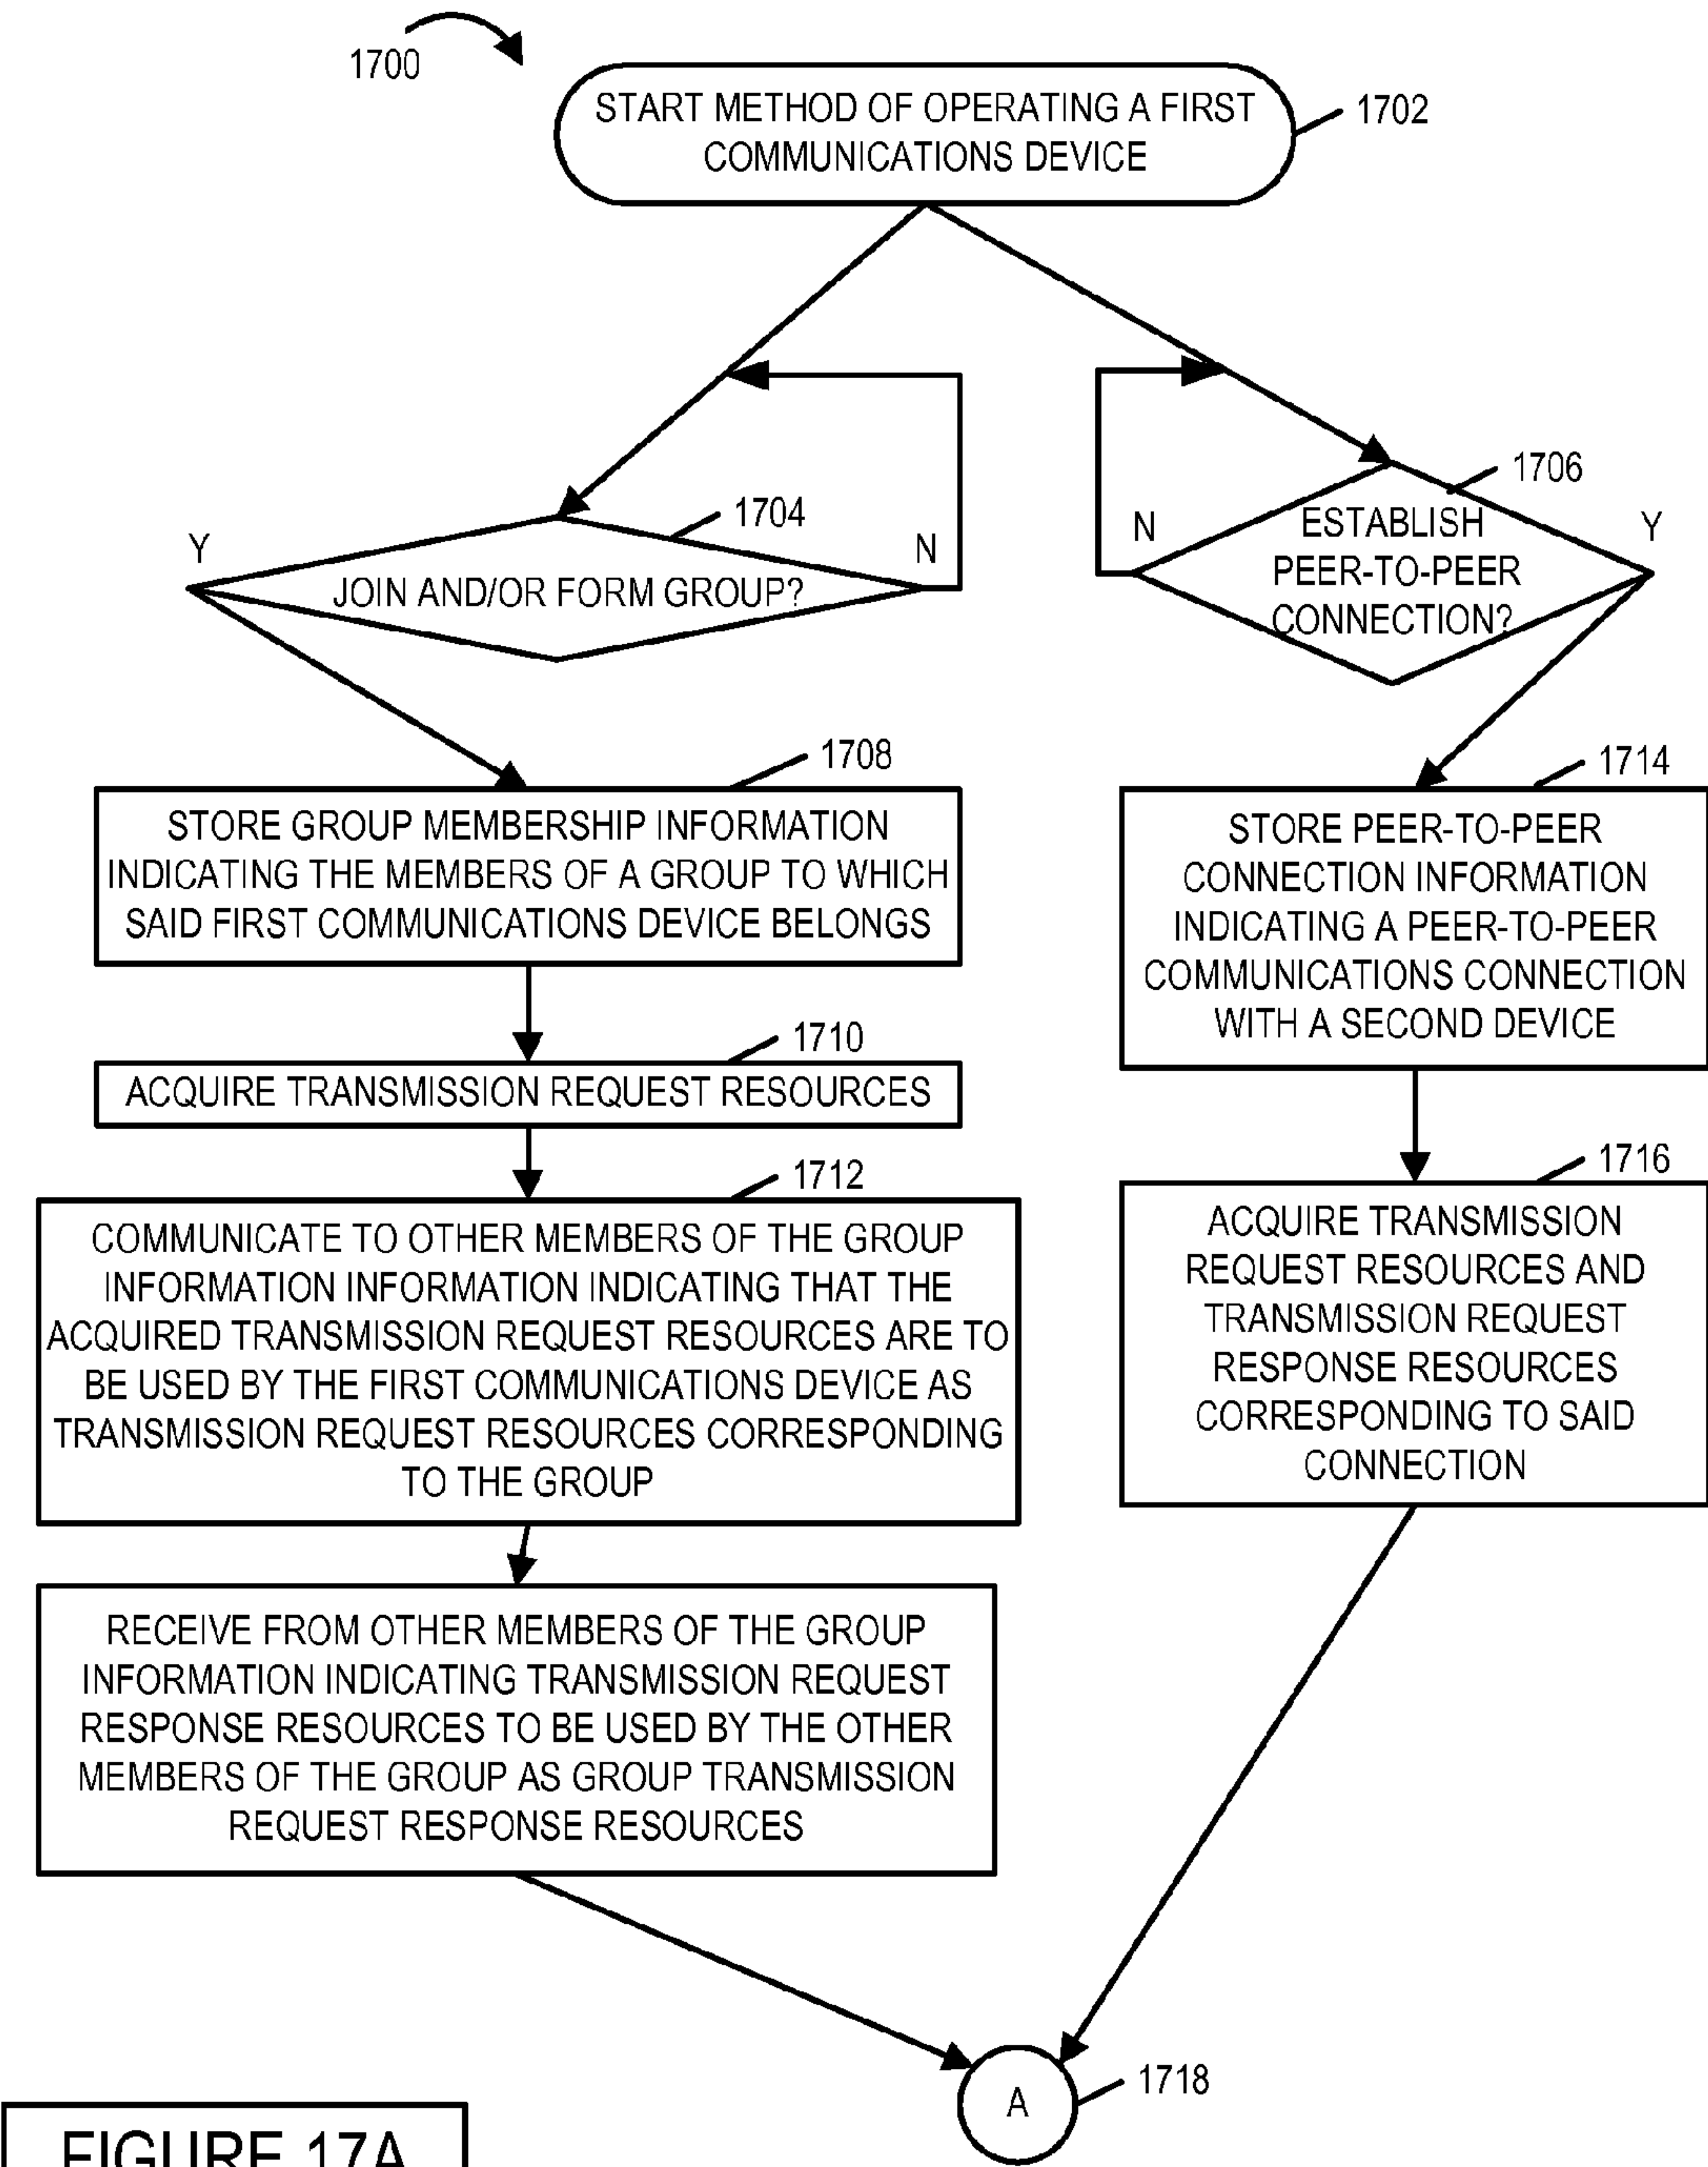 1700
START METHOD OF OPERATING A FIRST
COMMUNICATIONS DEVICE
1702
1704
Y
N
JOIN AND/OR FORM GROUP?
1706
N
Y
ESTABLISH
PEER-TO-PEER
CONNECTION?
1708
STORE GROUP MEMBERSHIP INFORMATION
INDICATING THE MEMBERS OF A GROUP TO WHICH
SAID FIRST COMMUNICATIONS DEVICE BELONGS
1710
ACQUIRE TRANSMISSION REQUEST RESOURCES
1712
COMMUNICATE TO OTHER MEMBERS OF THE GROUP
INFORMATION INFORMATION INDICATING THAT THE
ACQUIRED TRANSMISSION REQUEST RESOURCES ARE TO
BE USED BY THE FIRST COMMUNICATIONS DEVICE AS
TRANSMISSION REQUEST RESOURCES CORRESPONDING
TO THE GROUP
RECEIVE FROM OTHER MEMBERS OF THE GROUP
INFORMATION INDICATING TRANSMISSION REQUEST
RESPONSE RESOURCES TO BE USED BY THE OTHER
MEMBERS OF THE GROUP AS GROUP TRANSMISSION
REQUEST RESPONSE RESOURCES
1714
STORE PEER-TO-PEER
CONNECTION INFORMATION
INDICATING A PEER-TO-PEER
COMMUNICATIONS CONNECTION
WITH A SECOND DEVICE
1716
ACQUIRE TRANSMISSION
REQUEST RESOURCES AND
TRANSMISSION REQUEST
RESPONSE RESOURCES
CORRESPONDING TO SAID
CONNECTION
A
1718
FIGURE 17A